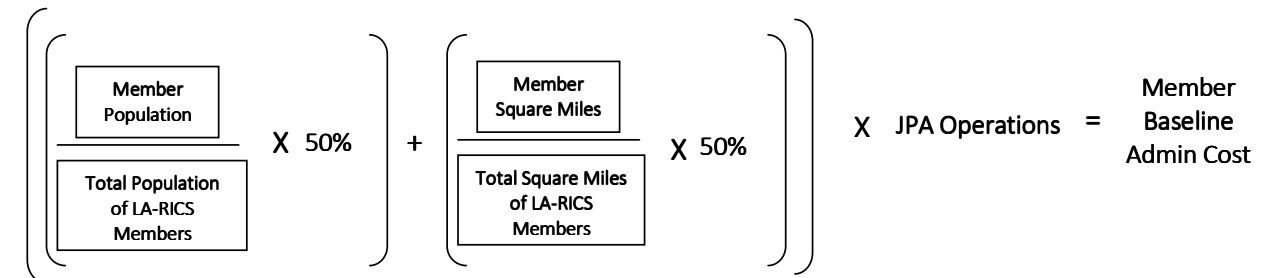 Member
Population
X 50%
Total Population
of LA-RICS
Members
+
Member
Square Miles
X 50%
Total Square Miles
of LA-RICS
Members
X JPA Operations =
Member
Baseline
Admin Cost